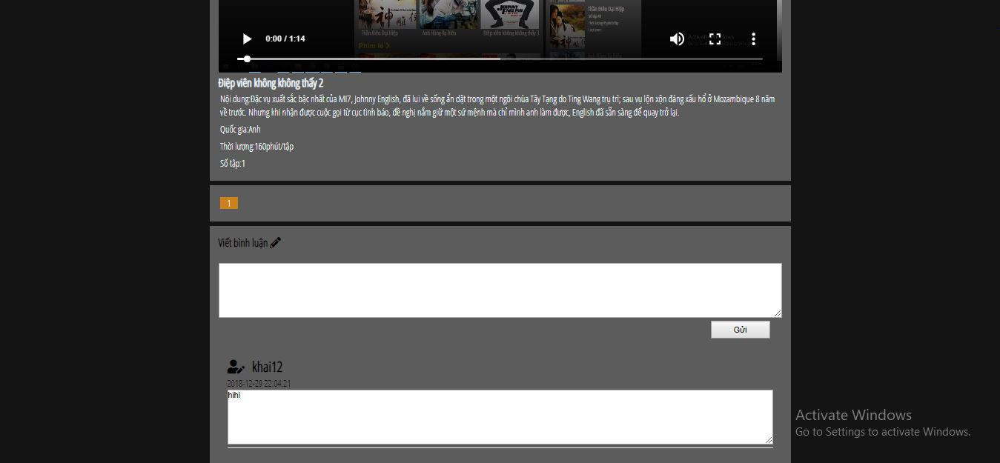 Thần Điêu Đại Hiệp
Anh Hùng Xạ Điêu
Điệp viên không không thấy 3
Thần Điêu Đại Hiệp
Phim lẻ
0:00 / 1:14
Điệp viên không không thấy 2
Nội dung:Đặc vụ xuất sắc bậc nhất của MI7, Johnny English, đã lui về sống ẩn dật trong một ngôi chùa Tây Tạng do Ting Wang trụ trì; sau vụ lộn xộn đáng xấu hổ ở Mozambique 8 năm
về trước. Nhưng khi nhận được cuộc gọi từ cục tình báo, đề nghị nắm giữ một sứ mệnh mà chỉ mình anh làm được, English đã sẵn sàng để quay trở lại.
Quốc gia:Anh
Thời lượng:160phút/tập
Số tập:1
1
Viết bình luận
Gửi
khai12
2018-12-29 22:04:21
hihi
Activate Windows
Go to Settings to activate Windows.